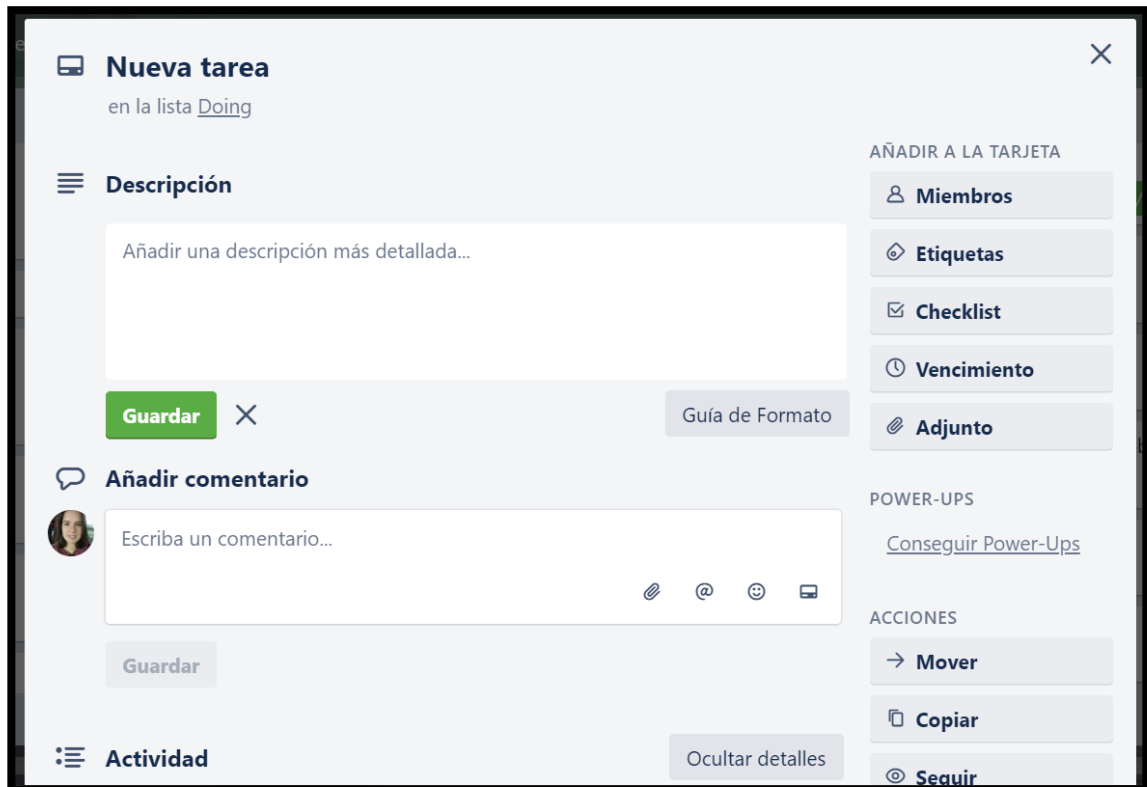 Nueva tarea
en la lista Doing
Descripción
Añadir una descripción más detallada...
Guardar
Guía de Formato
Añadir comentario
Escriba un comentario...
@
Guardar
Actividad
Ocultar detalles
AÑADIR A LA TARJETA
Miembros
Etiquetas
Checklist
Vencimiento
Adjunto
POWER-UPS
Conseguir Power-Ups
ACCIONES
Mover
Copiar
Seguir